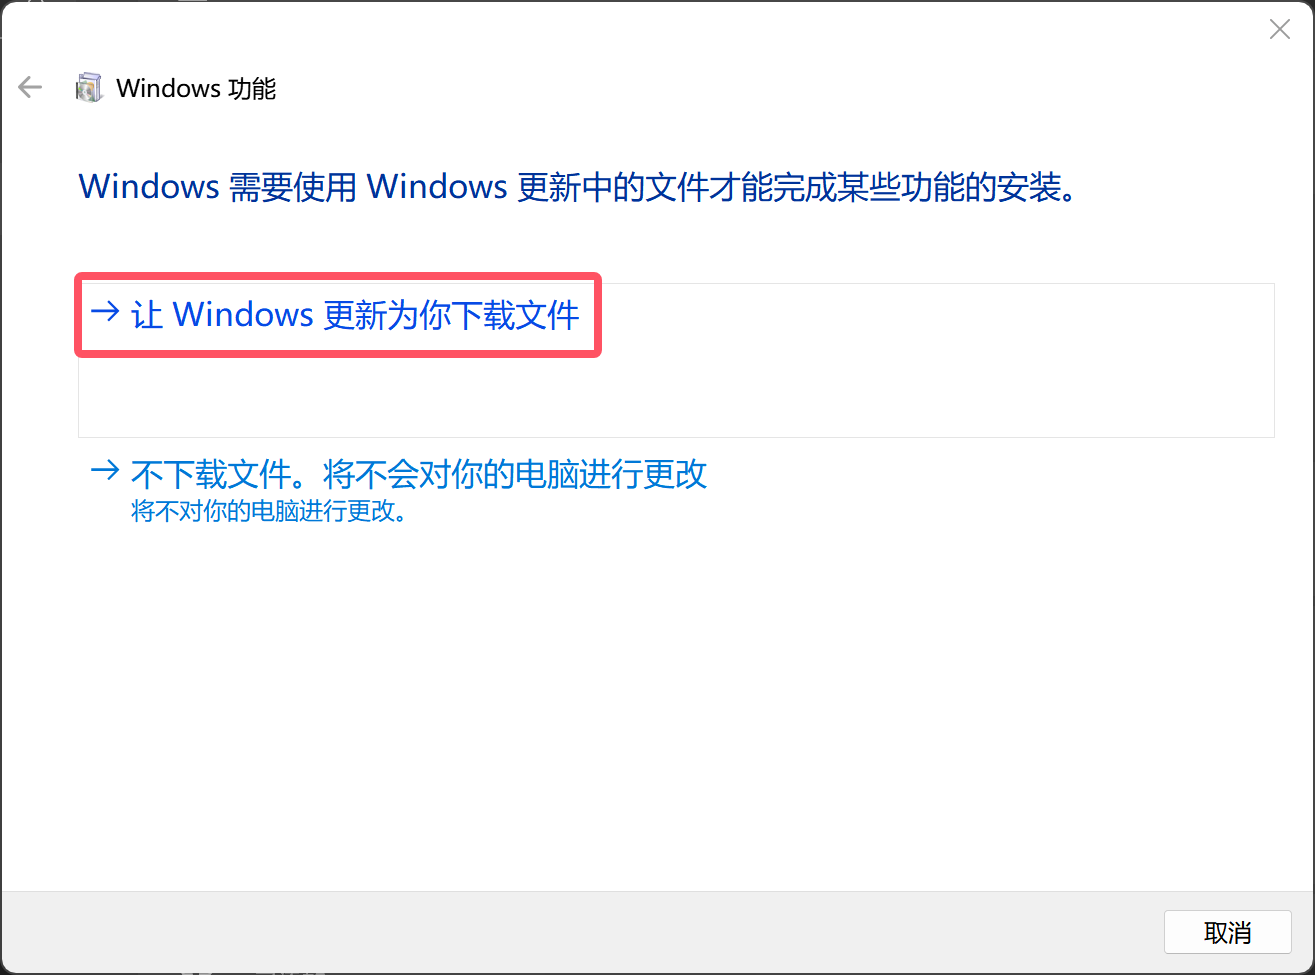 Windows 功能
Windows 需要使用 Windows 更新中的文件才能完成某些功能的安装。
让 Windows 更新为你下载文件
不下载文件。将不会对你的电脑进行更改
将不对你的电脑进行更改。
取消